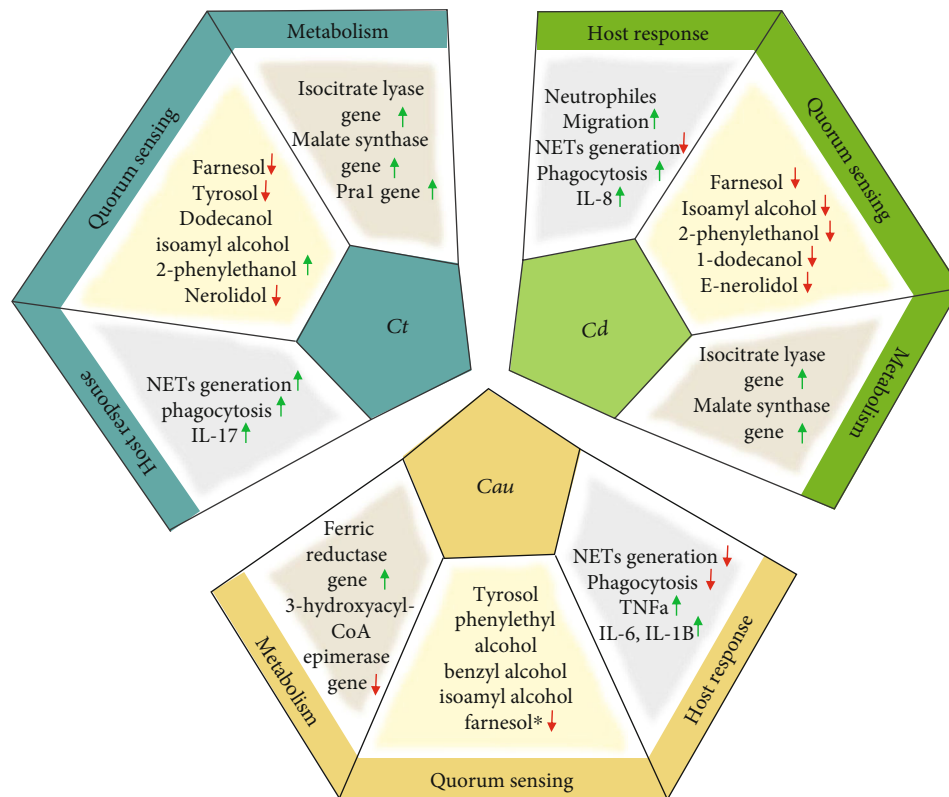 Metabolism
Isocitrate lyase
gene ↑
Malate synthase
gene ↑
Pra1 gene ↑
Quorum sensing
Farnesol ↓
Tyrosol ↓
Dodecanol
isoamyl alcohol
2-phenylethanol ↑
Nerolidol ↓
Host response
NETs generation ↑
phagocytosis ↑
IL-17 ↑
Ct
Host response
Neutrophiles
Migration ↑
NETs generation ↓
Phagocytosis ↑
IL-8 ↑
Quorum sensing
Farnesol ↓
Isoamyl alcohol ↓
2-phenylethanol ↓
1-dodecanol ↓
E-nerolidol ↓
Metabolism
Isocitrate lyase
gene ↑
Malate synthase
gene ↑
Cd
Cau
Metabolism
Ferric
reductase
gene ↑
3-hydroxyacyl-
CoA
epimerase
gene ↓
Quorum sensing
Tyrosol
phenylethyl
alcohol
benzyl alcohol
isoamyl alcohol
farnesol* ↓
Host response
NETs generation ↓
Phagocytosis ↓
TNFa ↑
IL-6, IL-1B ↑